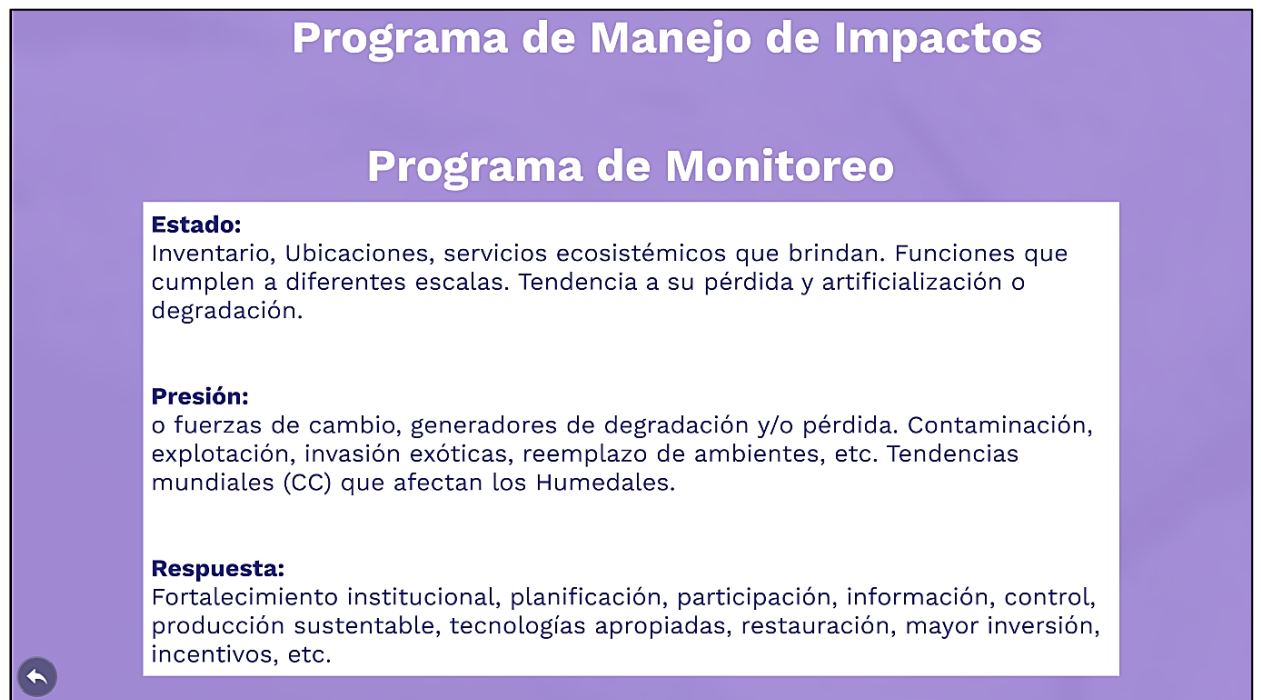 Programa de Manejo de Impactos
Programa de Monitoreo
Estado:
Inventario, Ubicaciones, servicios ecosistémicos que brindan. Funciones que
cumplen a diferentes escalas. Tendencia a su pérdida y artificialización o
degradación.
Presión:
o fuerzas de cambio, generadores de degradación y/o pérdida. Contaminación,
explotación, invasión exóticas, reemplazo de ambientes, etc. Tendencias
mundiales (CC) que afectan los Humedales.
Respuesta:
Fortalecimiento institucional, planificación, participación, información, control,
producción sustentable, tecnologías apropiadas, restauración, mayor inversión,
incentivos, etc.